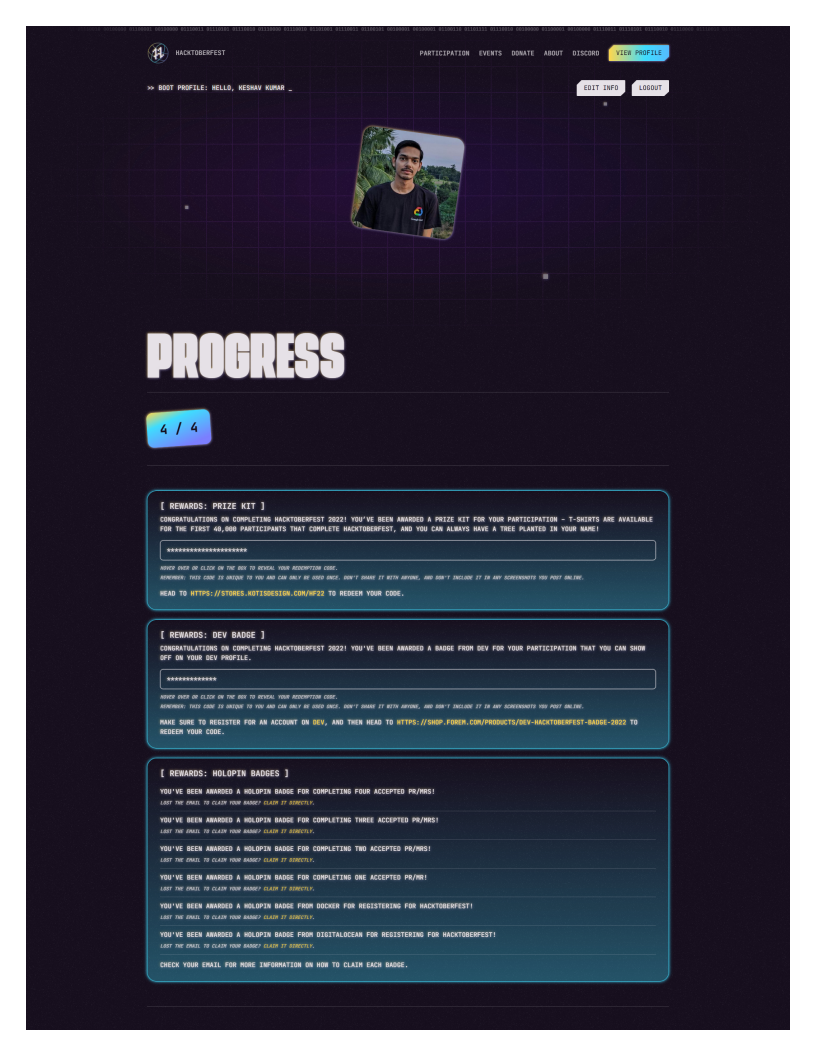 HACKTOBERFEST
PARTICIPATION EVENTS DONATE ABOUT DISCORD VIEW PROFILE
>> BOOT PROFILE: HELLO, KESHAV KUMAR _
EDIT INFO LOGOUT
PROGRESS
4 / 4
[ REWARDS: PRIZE KIT ]
CONGRATULATIONS ON COMPLETING HACKTOBERFEST 2022! YOU'VE BEEN AWARDED A PRIZE KIT FOR YOUR PARTICIPATION - T-SHIRTS ARE AVAILABLE
FOR THE FIRST 40,000 PARTICIPANTS THAT COMPLETE HACKTOBERFEST, AND YOU CAN ALWAYS HAVE A TREE PLANTED IN YOUR NAME!
*********************
HOVER OVER OR CLICK ON THE BOX TO REVEAL YOUR REDEMPTION CODE.
REMEMBER: THIS CODE IS UNIQUE TO YOU AND CAN ONLY BE USED ONCE. DON'T SHARE IT WITH ANYONE, AND DON'T INCLUDE IT IN ANY SCREENSHOTS YOU POST ONLINE.
HEAD TO HTTPS://STORES.KOTISDESIGN.COM/HF22 TO REDEEM YOUR CODE.
[ REWARDS: DEV BADGE ]
CONGRATULATIONS ON COMPLETING HACKTOBERFEST 2022! YOU'VE BEEN AWARDED A BADGE FROM DEV FOR YOUR PARTICIPATION THAT YOU CAN SHOW
OFF ON YOUR DEV PROFILE.
*************
HOVER OVER OR CLICK ON THE BOX TO REVEAL YOUR REDEMPTION CODE.
REMEMBER: THIS CODE IS UNIQUE TO YOU AND CAN ONLY BE USED ONCE. DON'T SHARE IT WITH ANYONE, AND DON'T INCLUDE IT IN ANY SCREENSHOTS YOU POST ONLINE.
MAKE SURE TO REGISTER FOR AN ACCOUNT ON DEV, AND THEN HEAD TO HTTPS://SHOP.FOREM.COM/PRODUCTS/DEV-HACKTOBERFEST-BADGE-2022 TO
REDEEM YOUR CODE.
[ REWARDS: HOLOPIN BADGES ]
YOU'VE BEEN AWARDED A HOLOPIN BADGE FOR COMPLETING FOUR ACCEPTED PR/MRS!
LOST THE EMAIL TO CLAIM YOUR BADGE? CLAIM IT DIRECTLY.
YOU'VE BEEN AWARDED A HOLOPIN BADGE FOR COMPLETING THREE ACCEPTED PR/MRS!
LOST THE EMAIL TO CLAIM YOUR BADGE? CLAIM IT DIRECTLY.
YOU'VE BEEN AWARDED A HOLOPIN BADGE FOR COMPLETING TWO ACCEPTED PR/MRS!
LOST THE EMAIL TO CLAIM YOUR BADGE? CLAIM IT DIRECTLY.
YOU'VE BEEN AWARDED A HOLOPIN BADGE FOR COMPLETING ONE ACCEPTED PR/MR!
LOST THE EMAIL TO CLAIM YOUR BADGE? CLAIM IT DIRECTLY.
YOU'VE BEEN AWARDED A HOLOPIN BADGE FROM DOCKER FOR REGISTERING FOR HACKTOBERFEST!
LOST THE EMAIL TO CLAIM YOUR BADGE? CLAIM IT DIRECTLY.
YOU'VE BEEN AWARDED A HOLOPIN BADGE FROM DIGITALOCEAN FOR REGISTERING FOR HACKTOBERFEST!
LOST THE EMAIL TO CLAIM YOUR BADGE? CLAIM IT DIRECTLY.
CHECK YOUR EMAIL FOR MORE INFORMATION ON HOW TO CLAIM EACH BADGE.